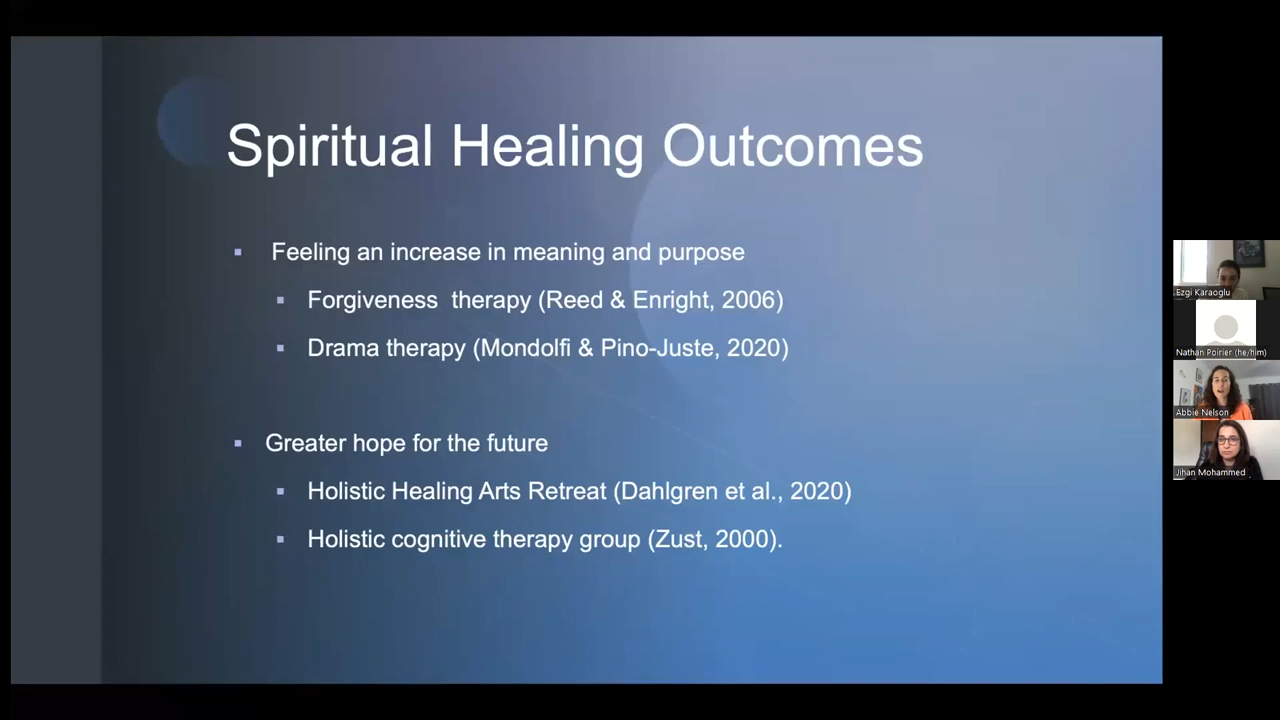 Spiritual Healing Outcomes
▪ Feeling an increase in meaning and purpose
▪ Forgiveness therapy (Reed & Enright, 2006)
▪ Drama therapy (Mondolfi & Pino-Juste, 2020)
▪ Greater hope for the future
▪ Holistic Healing Arts Retreat (Dahlgren et al., 2020)
▪ Holistic cognitive therapy group (Zust, 2000).
Ezgi Karaoglu
Nathan Poirier (he/him)
Abbie Nelson
Jihan Mohammed